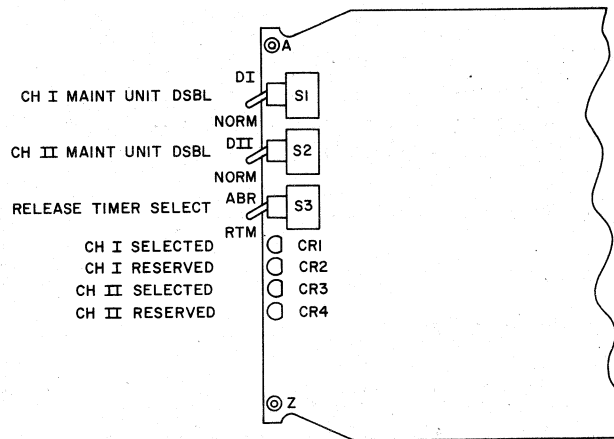 A
DI
CH I MAINT UNIT DSBL
S1
NORM
DII
CH II MAINT UNIT DSBL
S2
NORM
ABR
RELEASE TIMER SELECT
S3
RTM
CH I SELECTED CR1
CH I RESERVED CR2
CH II SELECTED CR3
CH II RESERVED CR4
Z